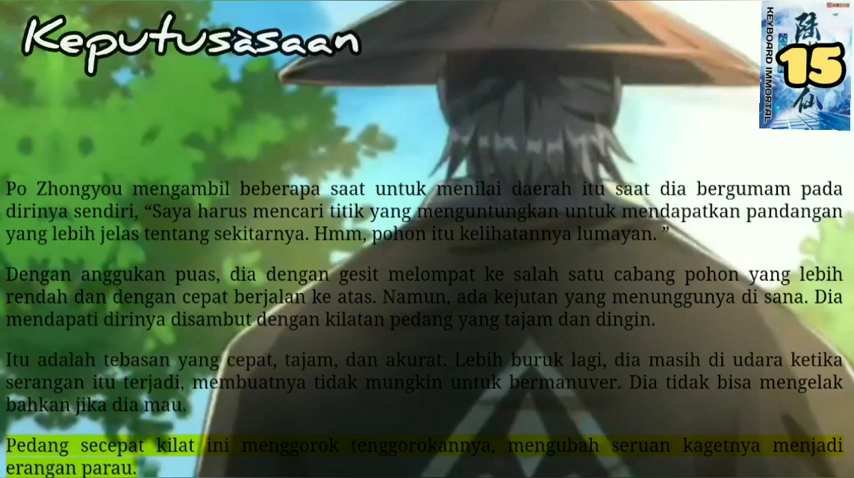 Keputusasaan
KEYBOARD IMMORTAL
15
Po Zhongyou mengambil beberapa saat untuk menilai daerah itu saat dia bergumam pada
dirinya sendiri, “Saya harus mencari titik yang menguntungkan untuk mendapatkan pandangan
yang lebih jelas tentang sekitarnya. Hmm, pohon itu kelihatannya lumayan. ”
Dengan anggukan puas, dia dengan gesit melompat ke salah satu cabang pohon yang lebih
rendah dan dengan cepat berjalan ke atas. Namun, ada kejutan yang menunggunya di sana. Dia
mendapati dirinya disambut dengan kilatan pedang yang tajam dan dingin.
Itu adalah tebasan yang cepat, tajam, dan akurat. Lebih buruk lagi, dia masih di udara ketika
serangan itu terjadi, membuatnya tidak mungkin untuk bermanuver. Dia tidak bisa mengelak
bahkan jika dia mau.
Pedang secepat kilat ini menggorok tenggorokannya, mengubah seruan kagetnya menjadi
erangan parau.